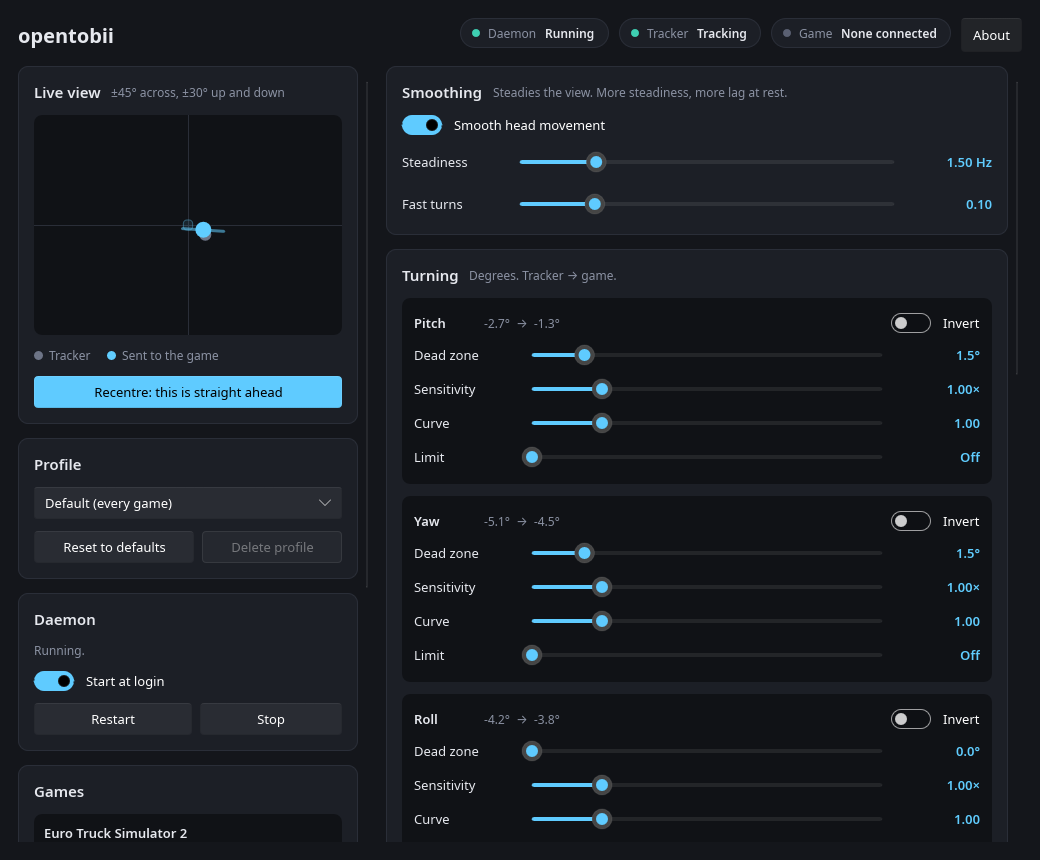 opentobii
Daemon Running
Tracker Tracking
Game None connected
About
Live view ±45° across, ±30° up and down
Tracker
Sent to the game
Recentre: this is straight ahead
Profile
Default (every game)
Reset to defaults
Delete profile
Daemon
Running.
Start at login
Restart
Stop
Games
Euro Truck Simulator 2
Smoothing Steadies the view. More steadiness, more lag at rest.
Smooth head movement
Steadiness 1.50 Hz
Fast turns 0.10
Turning Degrees. Tracker → game.
Pitch -2.7° → -1.3° Invert
Dead zone 1.5°
Sensitivity 1.00×
Curve 1.00
Limit Off
Yaw -5.1° → -4.5° Invert
Dead zone 1.5°
Sensitivity 1.00×
Curve 1.00
Limit Off
Roll -4.2° → -3.8° Invert
Dead zone 0.0°
Sensitivity 1.00×
Curve 1.00